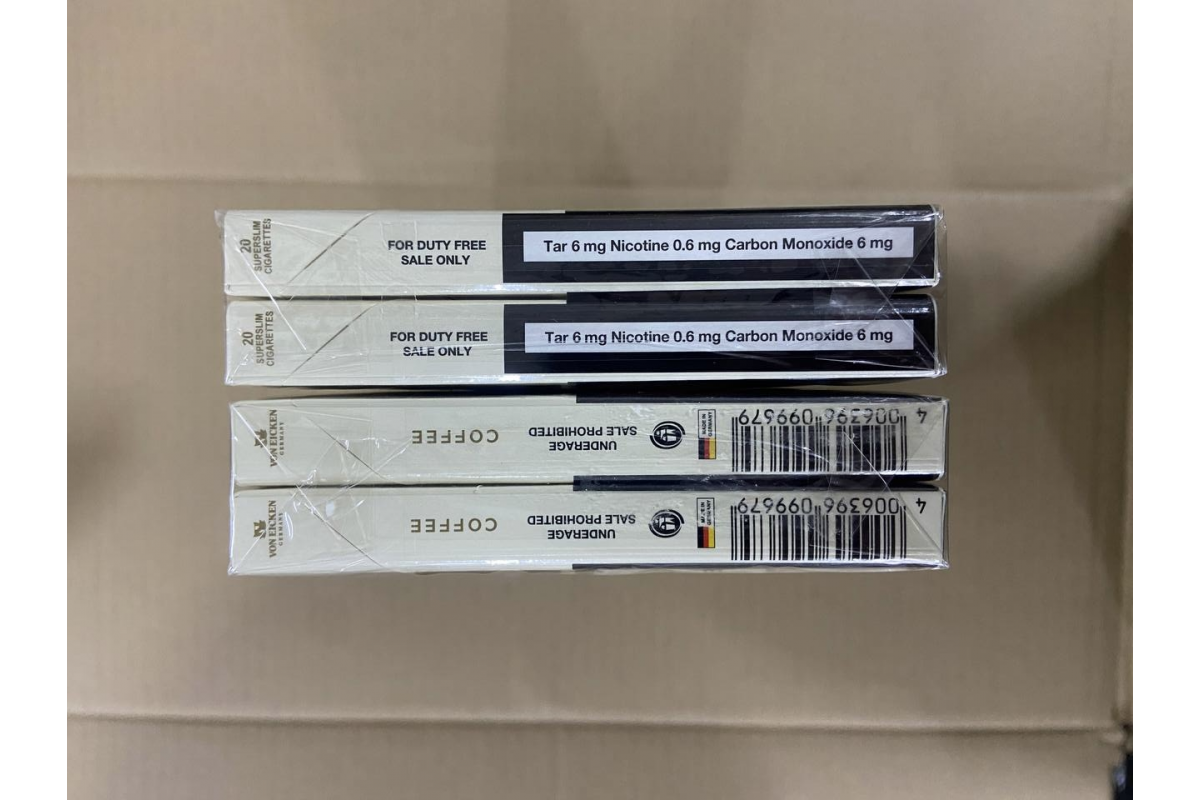 20
SUPERSLIM
CIGARETTES
FOR DUTY FREE
SALE ONLY
Tar 6 mg Nicotine 0.6 mg Carbon Monoxide 6 mg
20
SUPERSLIM
CIGARETTES
FOR DUTY FREE
SALE ONLY
Tar 6 mg Nicotine 0.6 mg Carbon Monoxide 6 mg
VON EICKEN
GERMANY
COFFEE
UNDERAGE
SALE PROHIBITED
MADE IN
GERMANY
4 006396 099679
VON EICKEN
GERMANY
COFFEE
UNDERAGE
SALE PROHIBITED
MADE IN
GERMANY
4 006396 099679